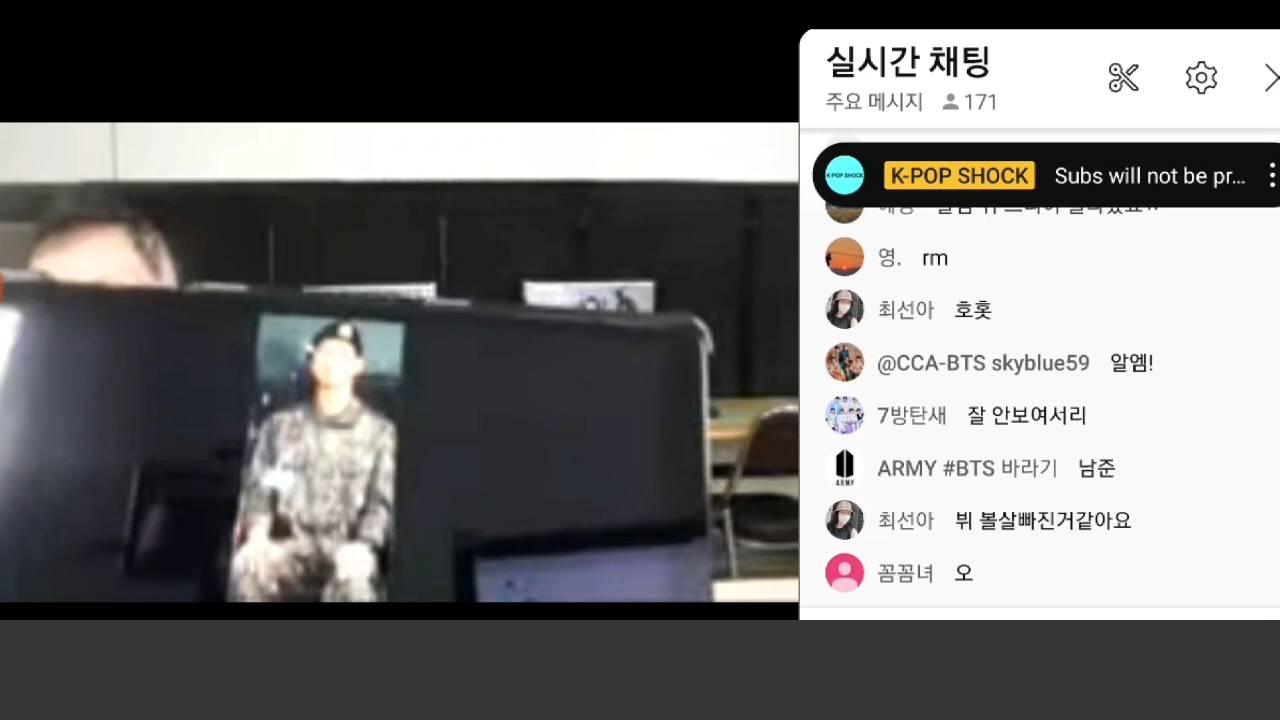 실시간 채팅
주요 메시지 171
K-POP SHOCK K-POP SHOCK Subs will not be pr...
영. rm
최선아 호홋
@CCA-BTS skyblue59 알엠!
7방탄새 잘 안보여서리
ARMY #BTS 바라기 남준
ARMY
최선아 뷔 볼살빠진거같아요
꼼꼼녀 오